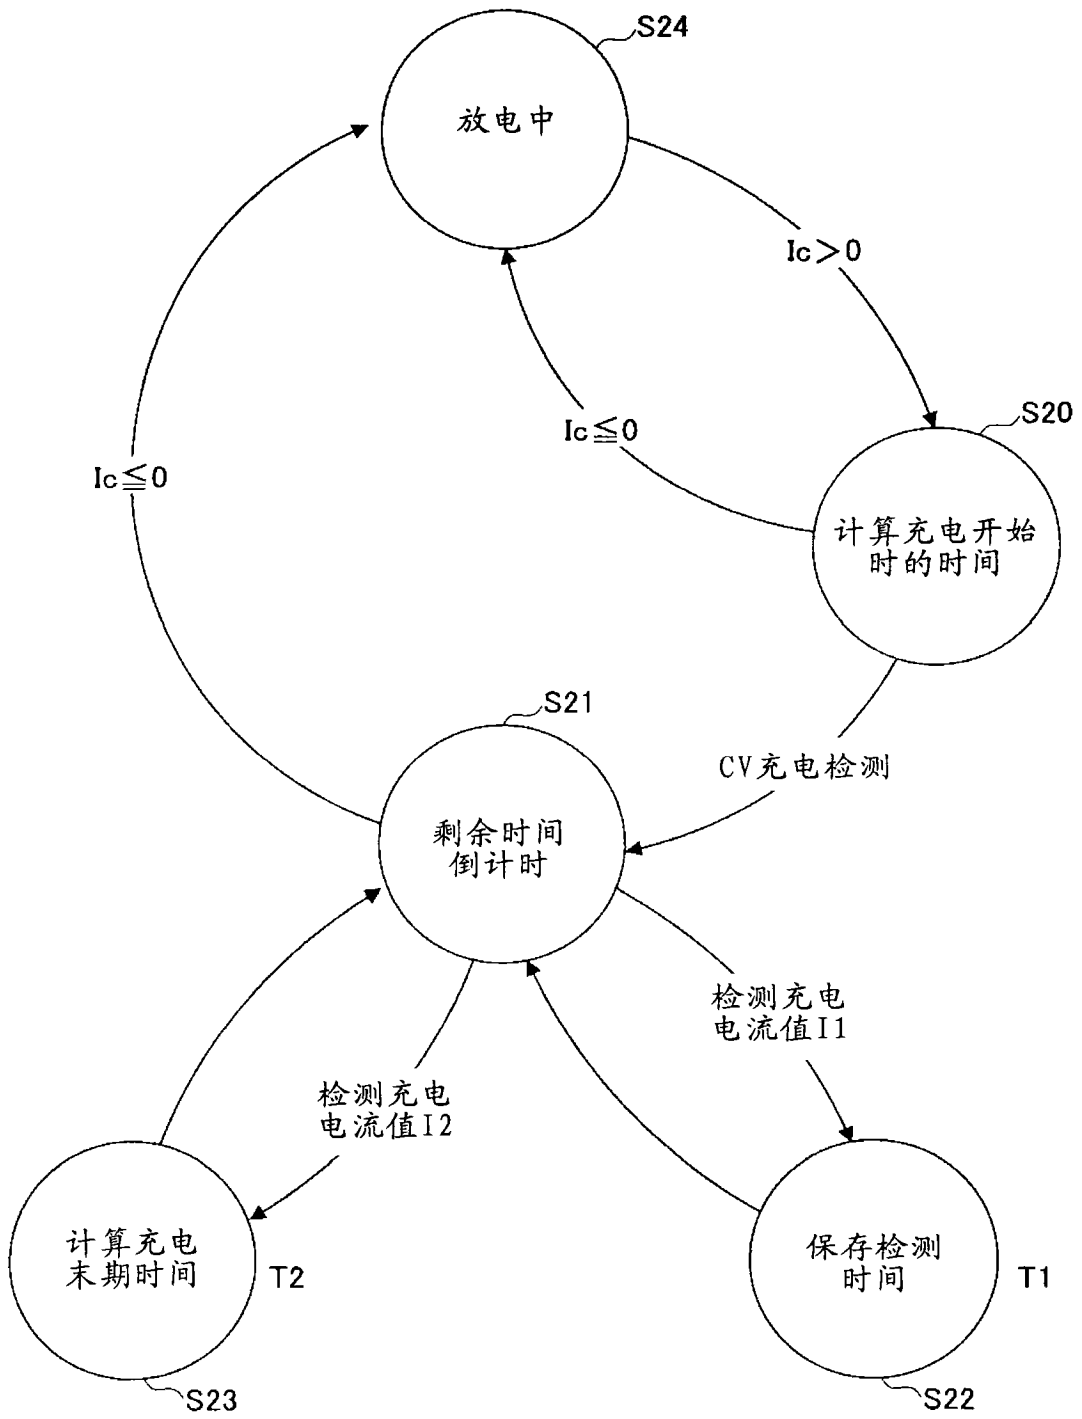 S24
放电中
Ic＞0
Ic≦0
S20
Ic≦0
计算充电开始
时的时间
S21
CV充电检测
剩余时间
倒计时
检测充电
电流值I1
检测充电
电流值I2
计算充电
末期时间
T2
保存检测
时间
T1
S23
S22